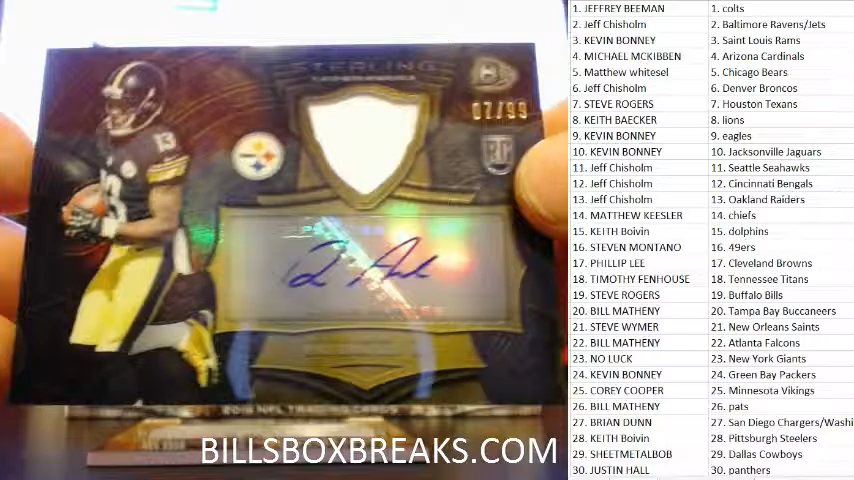 STERLING
07/99
RC
13
BILLSBOXBREAKS.COM
1. JEFFREY BEEMAN
2. Jeff Chisholm
3. KEVIN BONNEY
4. MICHAEL MCKIBBEN
5. Matthew whitesel
6. Jeff Chisholm
7. STEVE ROGERS
8. KEITH BAECKER
9. KEVIN BONNEY
10. KEVIN BONNEY
11. Jeff Chisholm
12. Jeff Chisholm
13. Jeff Chisholm
14. MATTHEW KEESLER
15. KEITH Boivin
16. STEVEN MONTANO
17. PHILLIP LEE
18. TIMOTHY FENHOUSE
19. STEVE ROGERS
20. BILL MATHENY
21. STEVE WYMER
22. BILL MATHENY
23. NO LUCK
24. KEVIN BONNEY
25. COREY COOPER
26. BILL MATHENY
27. BRIAN DUNN
28. KEITH Boivin
29. SHEETMETALBOB
30. JUSTIN HALL
1. colts
2. Baltimore Ravens/Jets
3. Saint Louis Rams
4. Arizona Cardinals
5. Chicago Bears
6. Denver Broncos
7. Houston Texans
8. lions
9. eagles
10. Jacksonville Jaguars
11. Seattle Seahawks
12. Cincinnati Bengals
13. Oakland Raiders
14. chiefs
15. dolphins
16. 49ers
17. Cleveland Browns
18. Tennessee Titans
19. Buffalo Bills
20. Tampa Bay Buccaneers
21. New Orleans Saints
22. Atlanta Falcons
23. New York Giants
24. Green Bay Packers
25. Minnesota Vikings
26. pats
27. San Diego Chargers/Washi
28. Pittsburgh Steelers
29. Dallas Cowboys
30. panthers